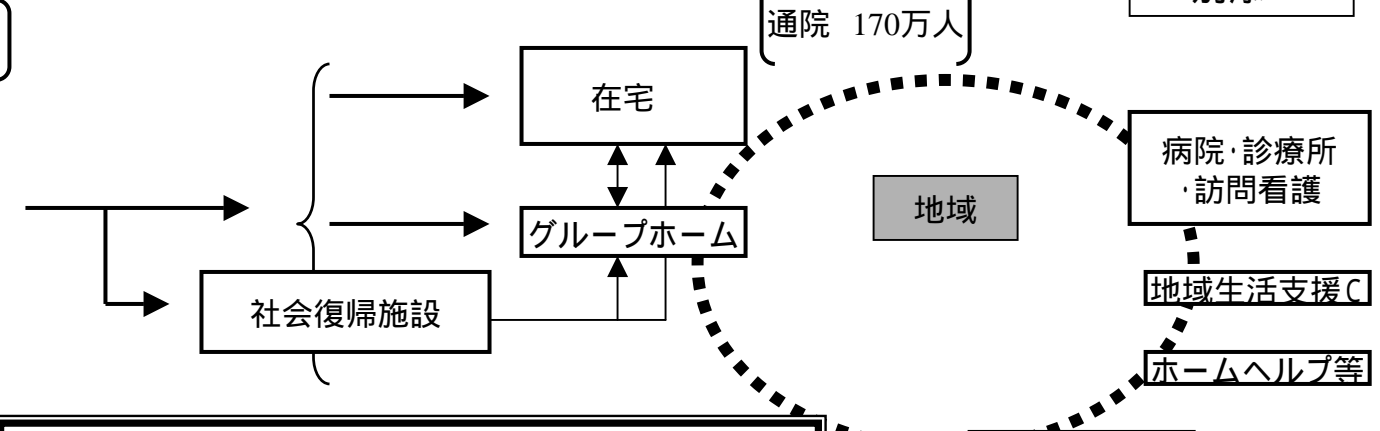 通院 170万人
在宅
病院·診療所
·訪問看護
地域
グループホーム
地域生活支援C
社会復帰施設
ホームヘルプ等